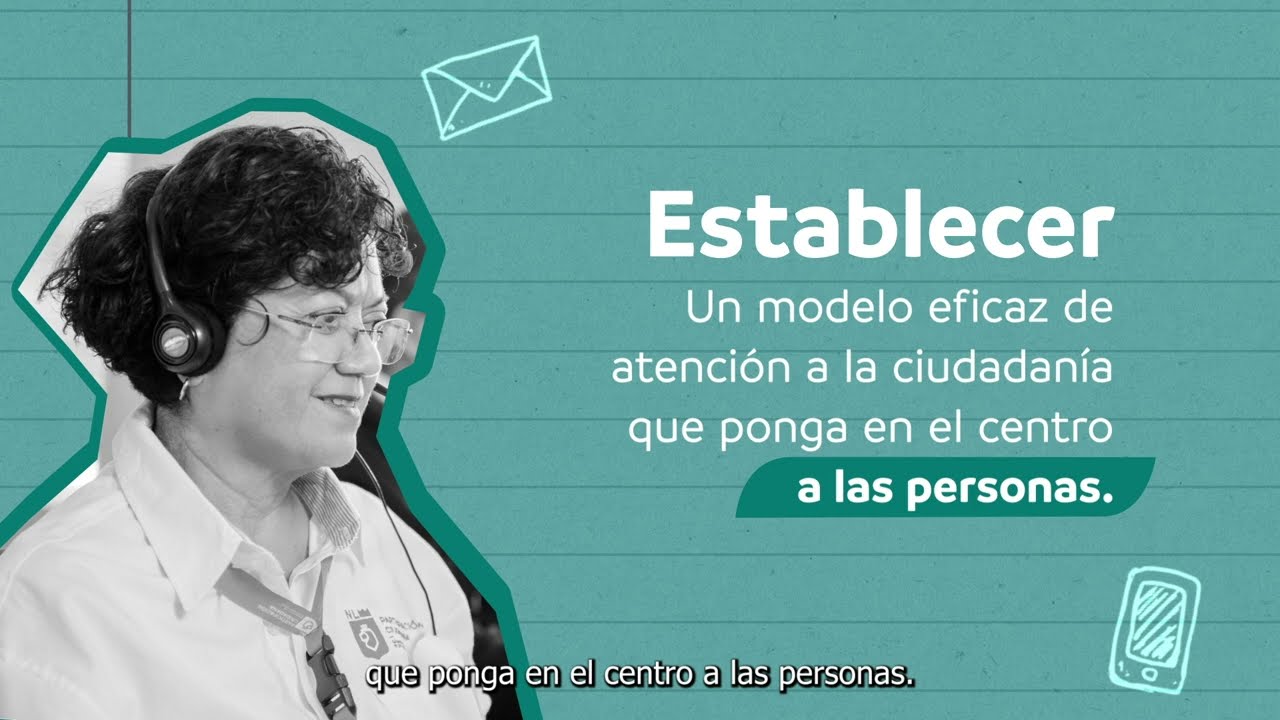 Establecer
Un modelo eficaz de
atención a la ciudadanía
que ponga en el centro
a las personas.
NL
que ponga en el centro a las personas.